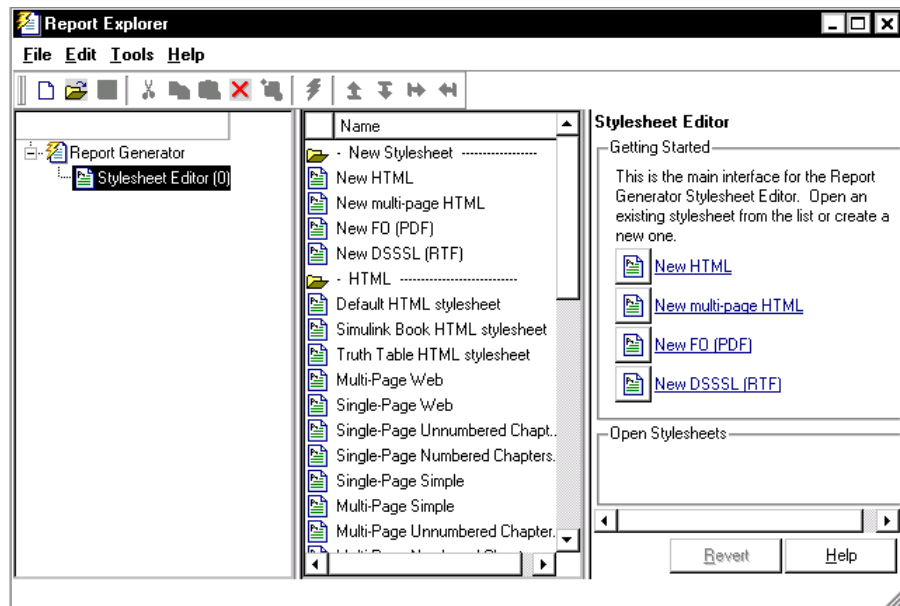 Report Explorer
File Edit Tools Help
Report Generator
Stylesheet Editor (0)
Name
- New Stylesheet ------------------
New HTML
New multi-page HTML
New FO (PDF)
New DSSSL (RTF)
- HTML ----------------------------
Default HTML stylesheet
Simulink Book HTML stylesheet
Truth Table HTML stylesheet
Multi-Page Web
Single-Page Web
Single-Page Unnumbered Chapt..
Single-Page Numbered Chapters.
Single-Page Simple
Multi-Page Simple
Multi-Page Unnumbered Chapter.
Stylesheet Editor
Getting Started
This is the main interface for the Report
Generator Stylesheet Editor. Open an
existing stylesheet from the list or create a
new one.
New HTML
New multi-page HTML
New FO (PDF)
New DSSSL (RTF)
Open Stylesheets
Revert Help